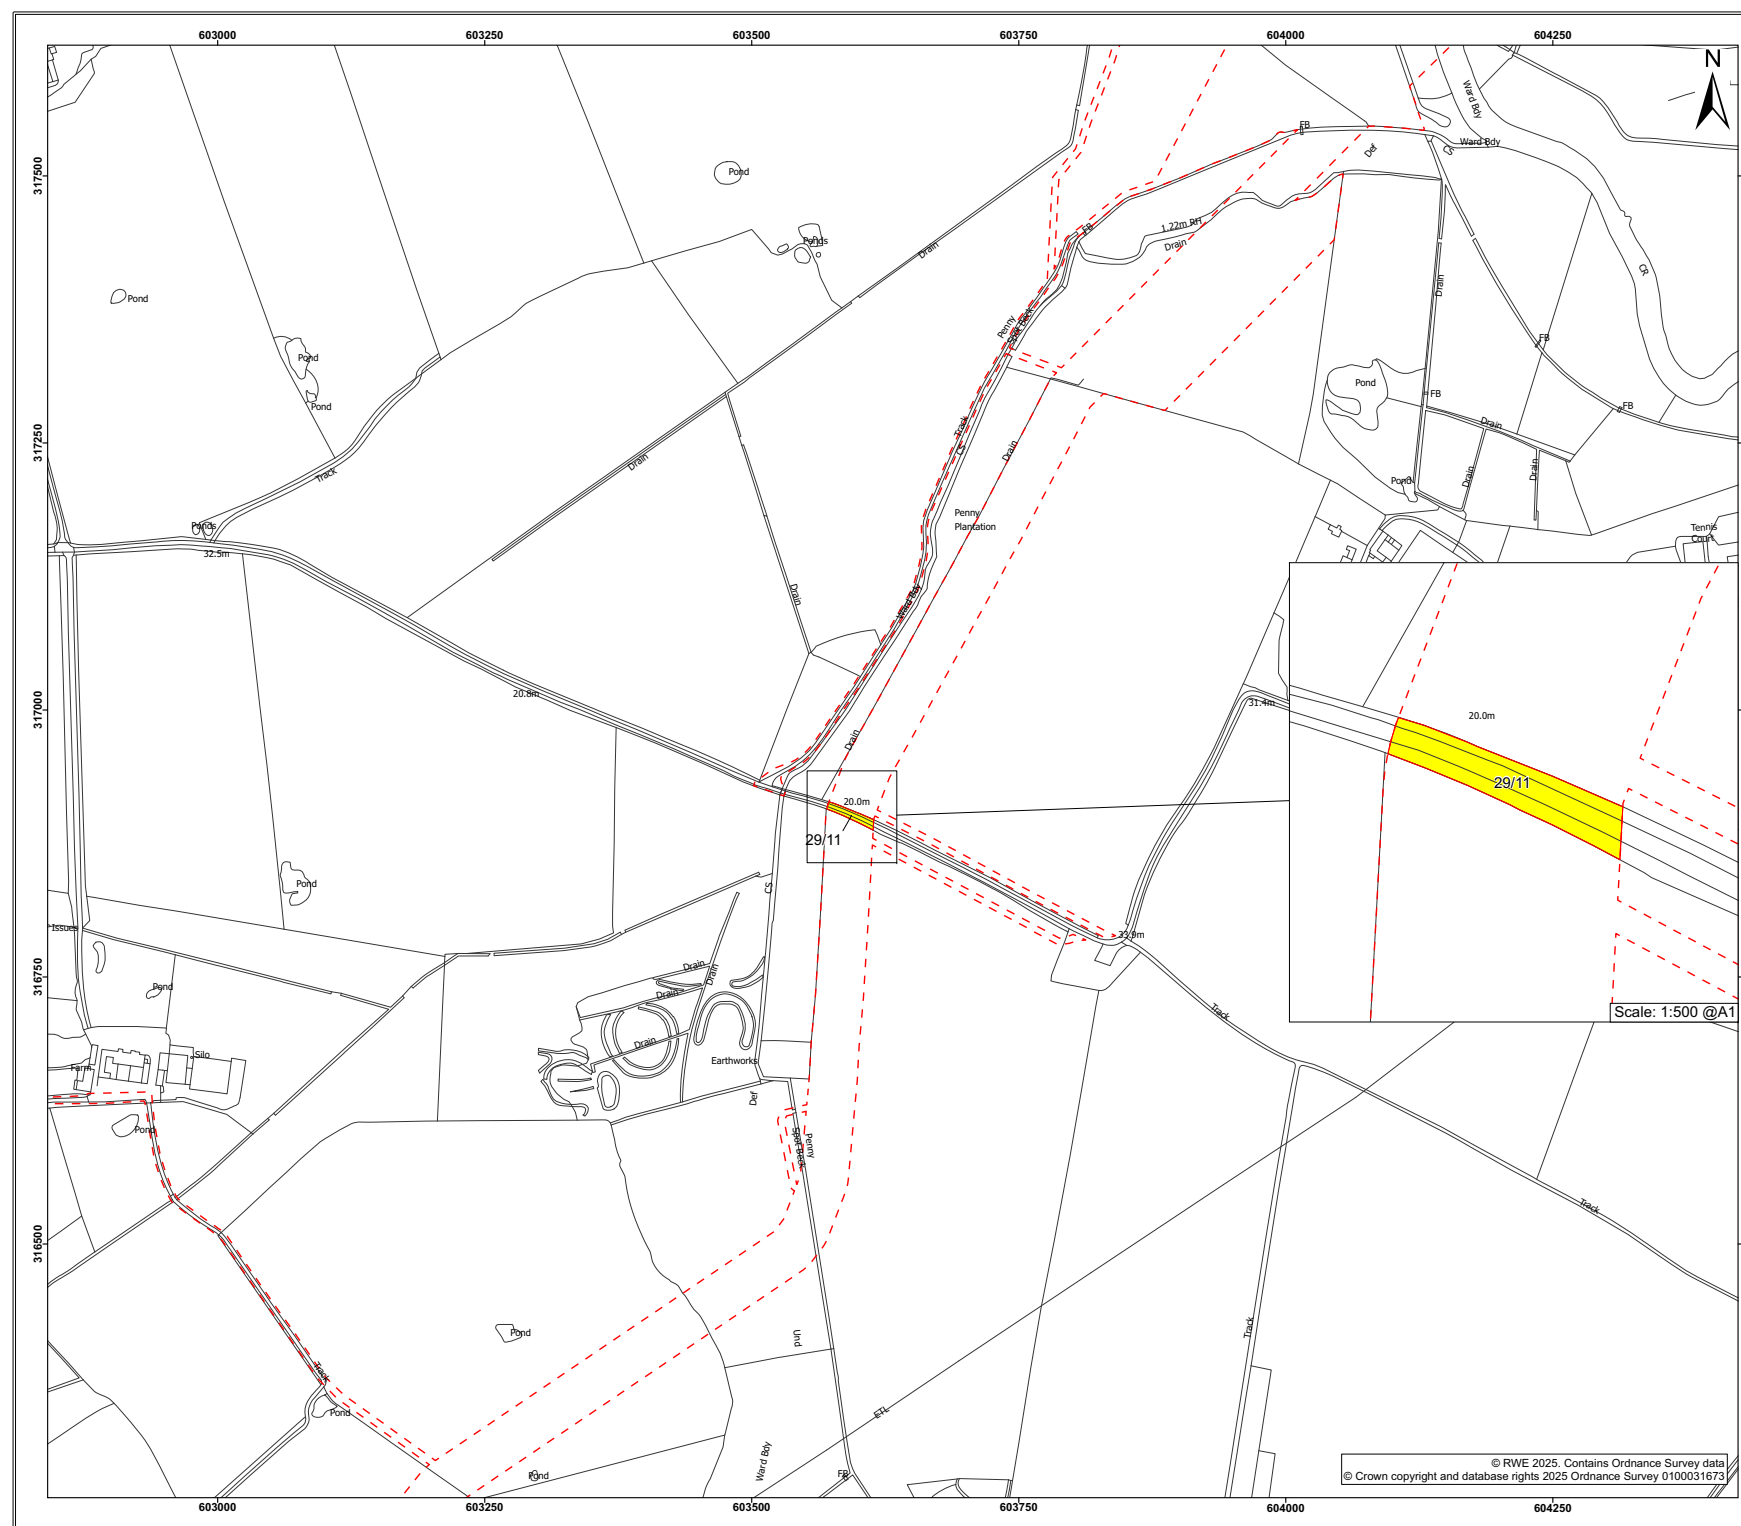 603000
603250
603500
603750
604000
604250
N
Ward Bdy
FB
Ward Bdy
CS
Def
317500
Pond
1.22m RH
FB
Drain
Ponds
Drain
CR
Drain
Pond
Penny
Spot Beck
FB
Pond
Pond
Pond
FB
FB
Drain
Track
CS
Drain
317250
Drain
Track
Drain
Drain
Pond
Penny
Plantation
Ponds
32.5m
Tennis
Court
Drain
Ward Bdy
20.8m
317000
31.4m
Drain
20.0m
29/11
20.0m
29/11
Pond
CS
Issues
33.9m
316750
Drain
Drain
Drain
Pond
Track
Scale: 1:500 @A1
Drain
Silo
Farm
Earthworks
Def
Pond
Penny
Spot Beck
Track
316500
Und
Pond
Track
Track
Pond
ETL
Ward Bdy
Pond
FB
© RWE 2025. Contains Ordnance Survey data
© Crown copyright and database rights 2025 Ordnance Survey 0100031673
603000
603250
603500
603750
604000
604250